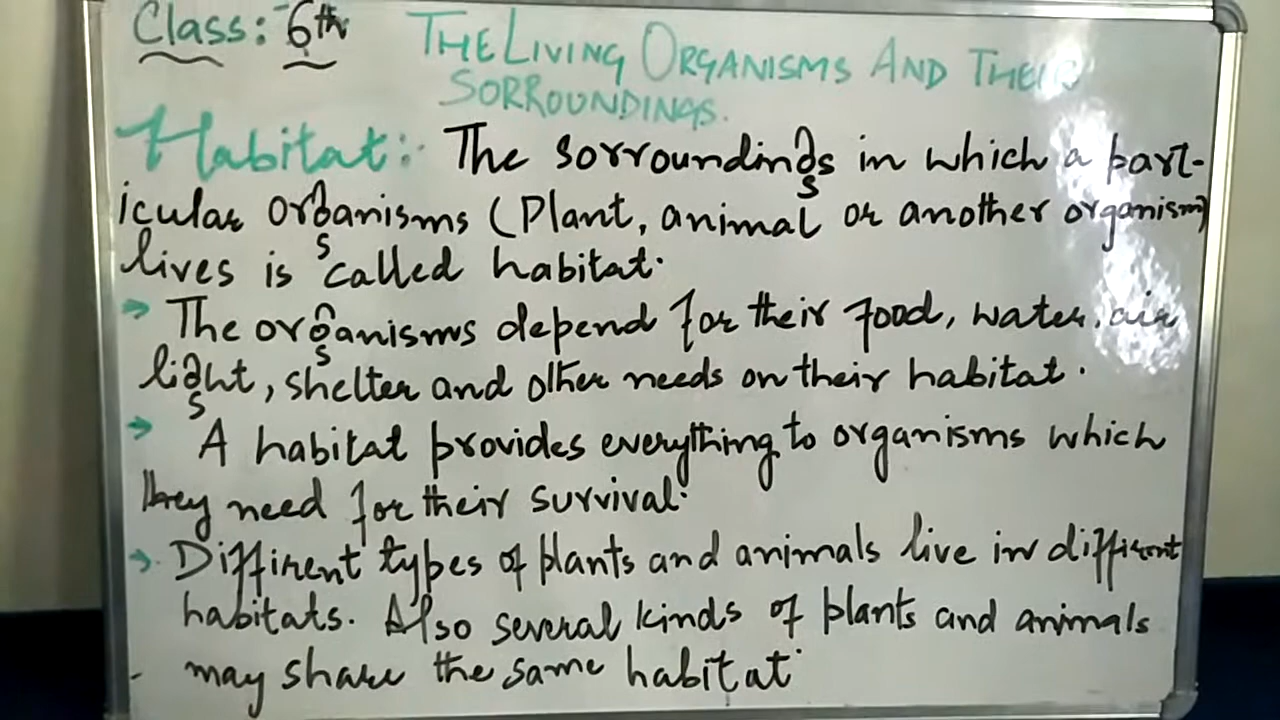 Class: 6th
THE LIVING ORGANISMS AND THEIR
SORROUNDINGS.
Habitat: The sorroundings in which a part-
icular organisms (Plant, animal or another organism)
lives is called habitat.
→ The organisms depend for their food, water, air,
light, shelter and other needs on their habitat.
→ A habitat provides everything to organisms which
they need for their survival.
→ Diffirent types of plants and animals live in diffirent
habitats. Also several kinds of plants and animals
may share the same habitat.